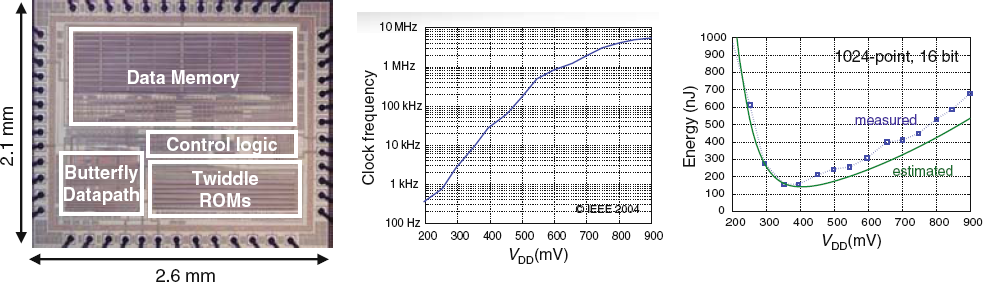 2.1 mm
Data Memory
Control logic
Butterfly
Datapath
Twiddle
ROMs
2.6 mm
Clock frequency
10 MHz
1 MHz
100 kHz
10 kHz
1 kHz
100 Hz
© IEEE 2004
200 300 400 500 600 700 800 900
VDD(mV)
Energy (nJ)
1000
900
800
700
600
500
400
300
200
100
0
1024-point, 16 bit
measured
estimated
200 300 400 500 600 700 800 900
VDD(mV)